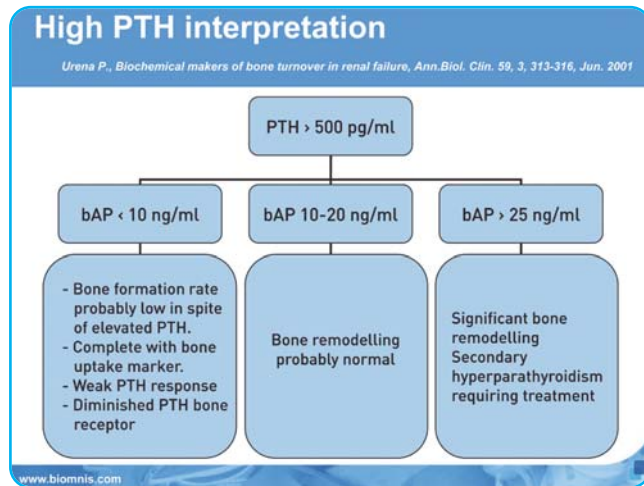 High PTH interpretation
Urena P., Biochemical makers of bone turnover in renal failure, Ann.Biol. Clin. 59, 3, 313-316, Jun. 2001
PTH › 500 pg/ml
bAP ‹ 10 ng/ml
bAP 10-20 ng/ml
bAP › 25 ng/ml
- Bone formation rate
probably low in spite
of elevated PTH.
- Complete with bone
uptake marker.
- Weak PTH response
- Diminished PTH bone
receptor
Bone remodelling
probably normal
Significant bone
remodelling
Secondary
hyperparathyroidism
requiring treatment
www.biomnis.com